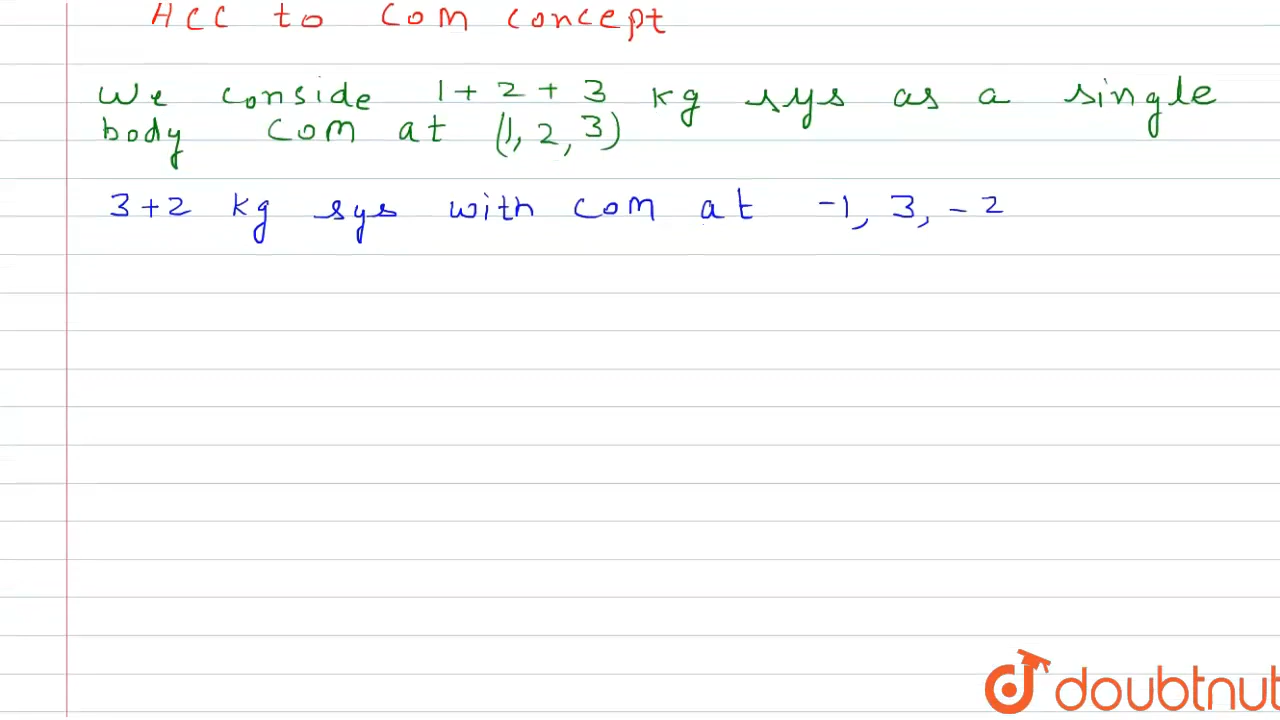 Acc to COM concept
We conside 1 + 2 + 3 kg sys as a single
body COM at (1, 2, 3)
3 + 2 kg sys with COM at -1, 3, -2
doubtnut